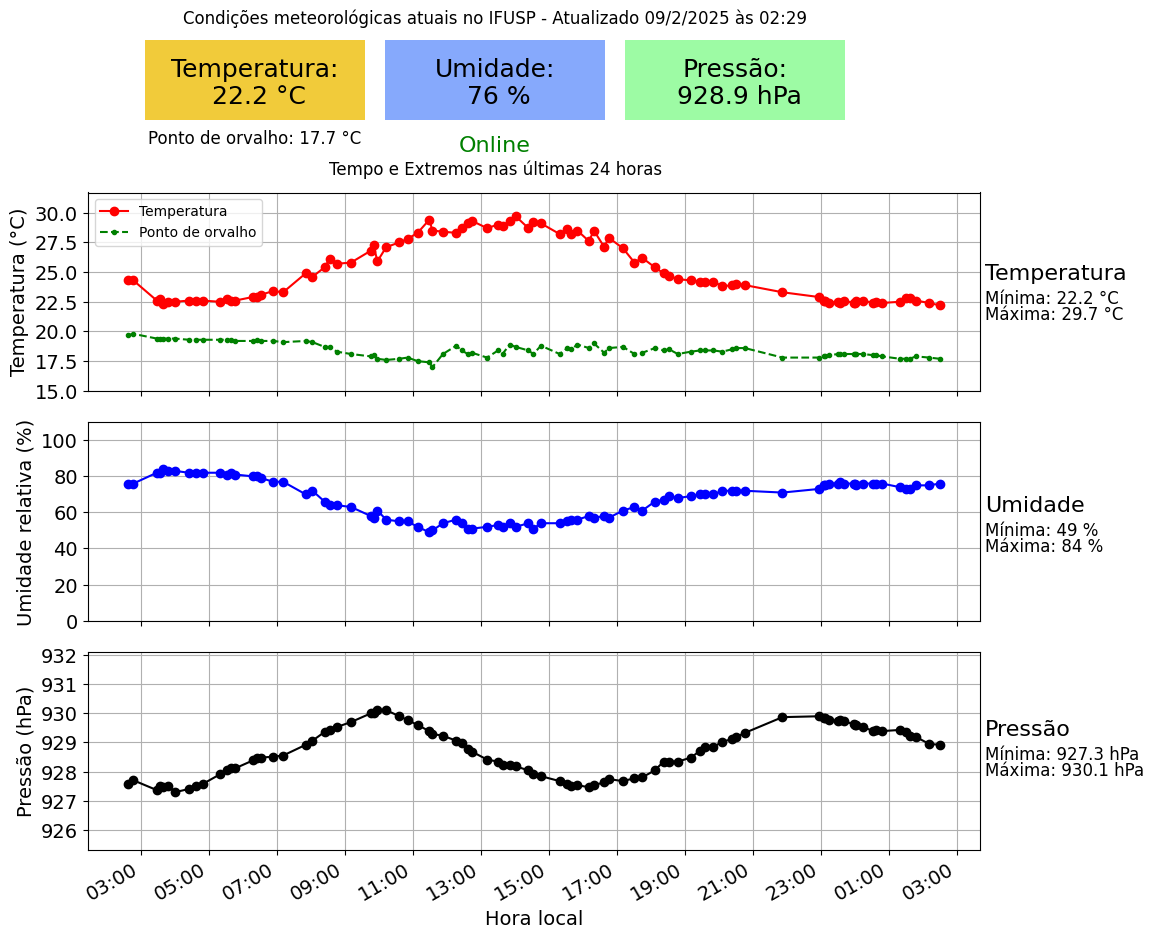 Condições meteorológicas atuais no IFUSP - Atualizado 09/2/2025 às 02:29
Temperatura:
22.2 °C
Umidade:
76 %
Pressão:
928.9 hPa
Ponto de orvalho: 17.7 °C
Online
Tempo e Extremos nas últimas 24 horas
Temperatura (°C)
30.0
27.5
25.0
22.5
20.0
17.5
15.0
Temperatura
Ponto de orvalho
Temperatura
Mínima: 22.2 °C
Máxima: 29.7 °C
Umidade relativa (%)
100
80
60
40
20
0
Umidade
Mínima: 49 %
Máxima: 84 %
Pressão (hPa)
932
931
930
929
928
927
926
Pressão
Mínima: 927.3 hPa
Máxima: 930.1 hPa
03:00 05:00 07:00 09:00 11:00 13:00 15:00 17:00 19:00 21:00 23:00 01:00 03:00
Hora local